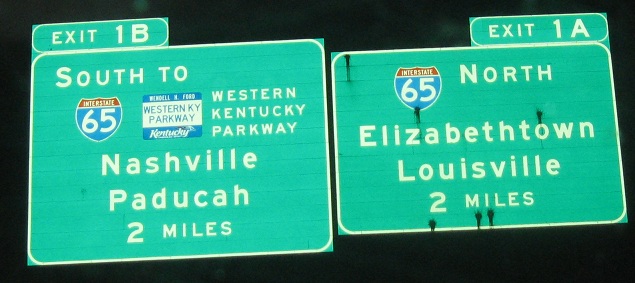 EXIT 1B
SOUTH TO
INTERSTATE
65
WENDELL H. FORD
WESTERN KY
PARKWAY
Kentucky
WESTERN
KENTUCKY
PARKWAY
Nashville
Paducah
2 MILES
EXIT 1A
INTERSTATE
65
NORTH
Elizabethtown
Louisville
2 MILES